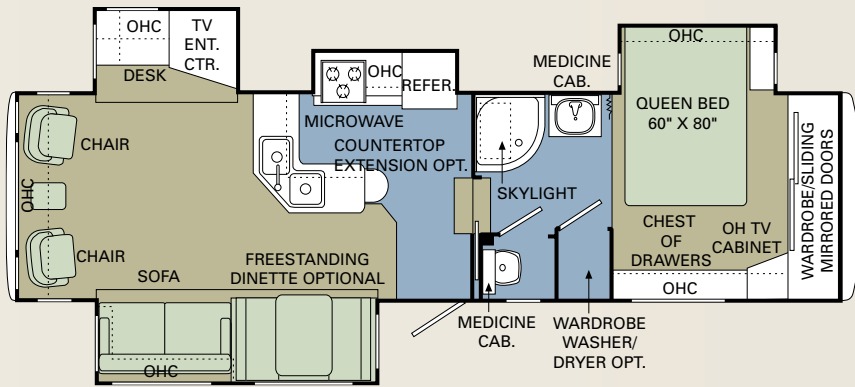 OHC
TV
ENT.
CTR.
DESK
OHC
REFER.
MICROWAVE
COUNTERTOP
EXTENSION OPT.
MEDICINE
CAB.
OHC
QUEEN BED
60" X 80"
CHAIR
OHC
CHAIR
SKYLIGHT
WARDROBE/SLIDING
MIRRORED DOORS
CHEST
OF
DRAWERS
OH TV
CABINET
SOFA
FREESTANDING
DINETTE OPTIONAL
OHC
OHC
MEDICINE
CAB.
WARDROBE
WASHER/
DRYER OPT.